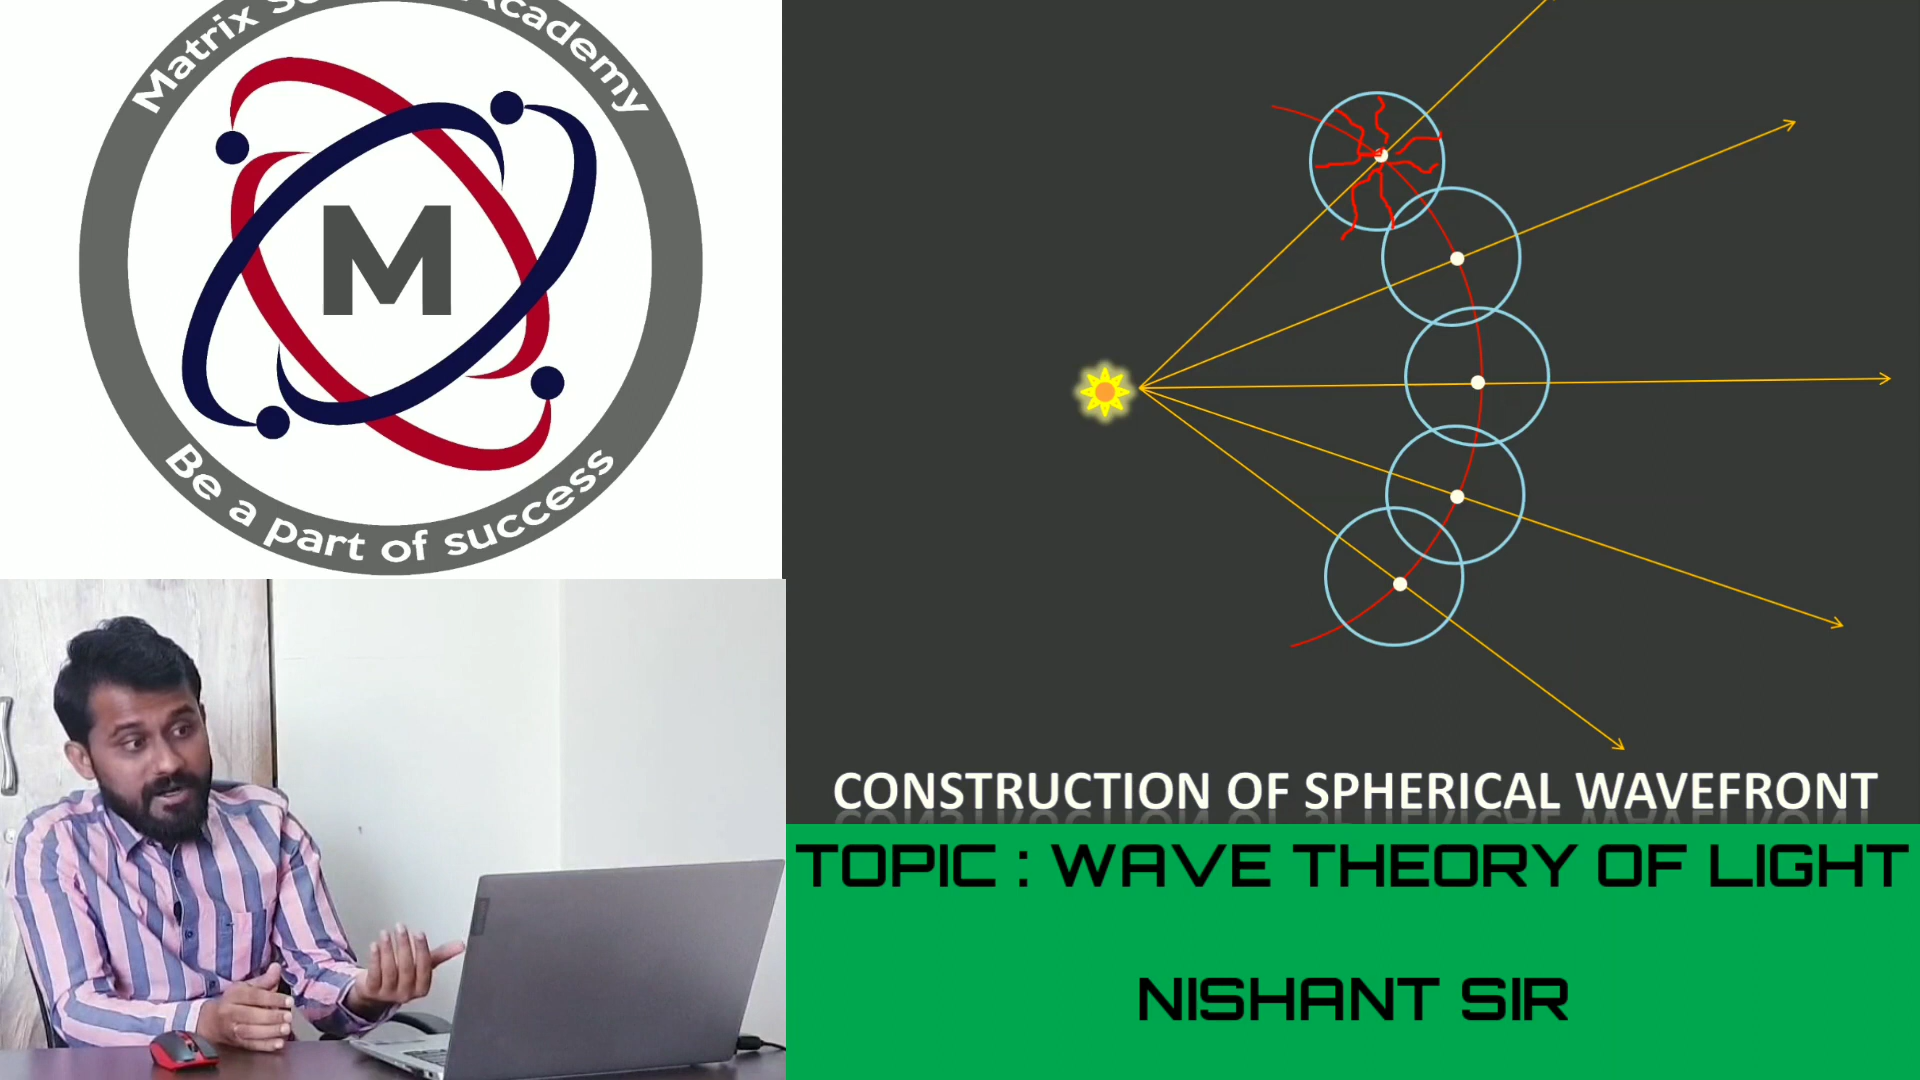 Matrix Academy
M
Be a part of success
CONSTRUCTION OF SPHERICAL WAVEFRONT
TOPIC : WAVE THEORY OF LIGHT
NISHANT SIR